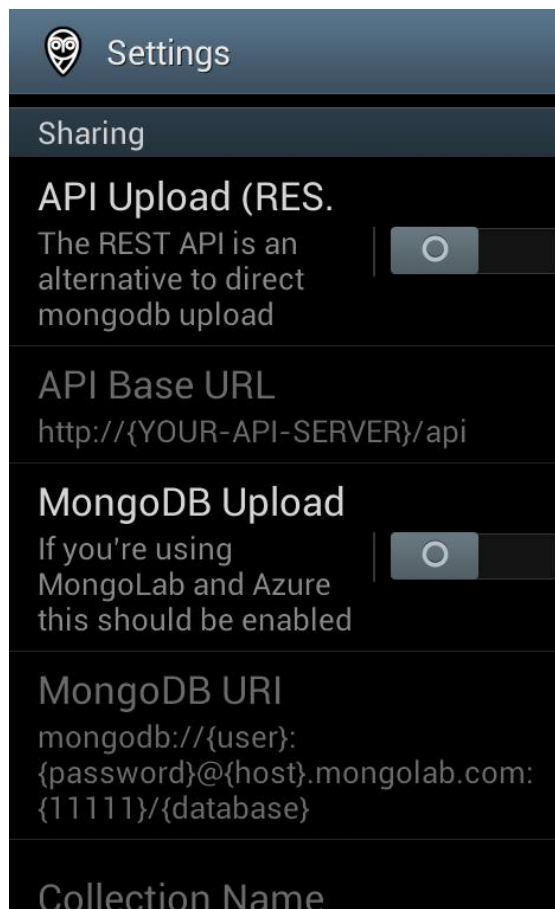 Settings
Sharing
API Upload (RES.
The REST API is an
alternative to direct
mongodb upload
API Base URL
http://{YOUR-API-SERVER}/api
MongoDB Upload
If you're using
MongoLab and Azure
this should be enabled
MongoDB URI
mongodb://{user}:
{password}@{host}.mongolab.com:
{11111}/{database}
Collection Name